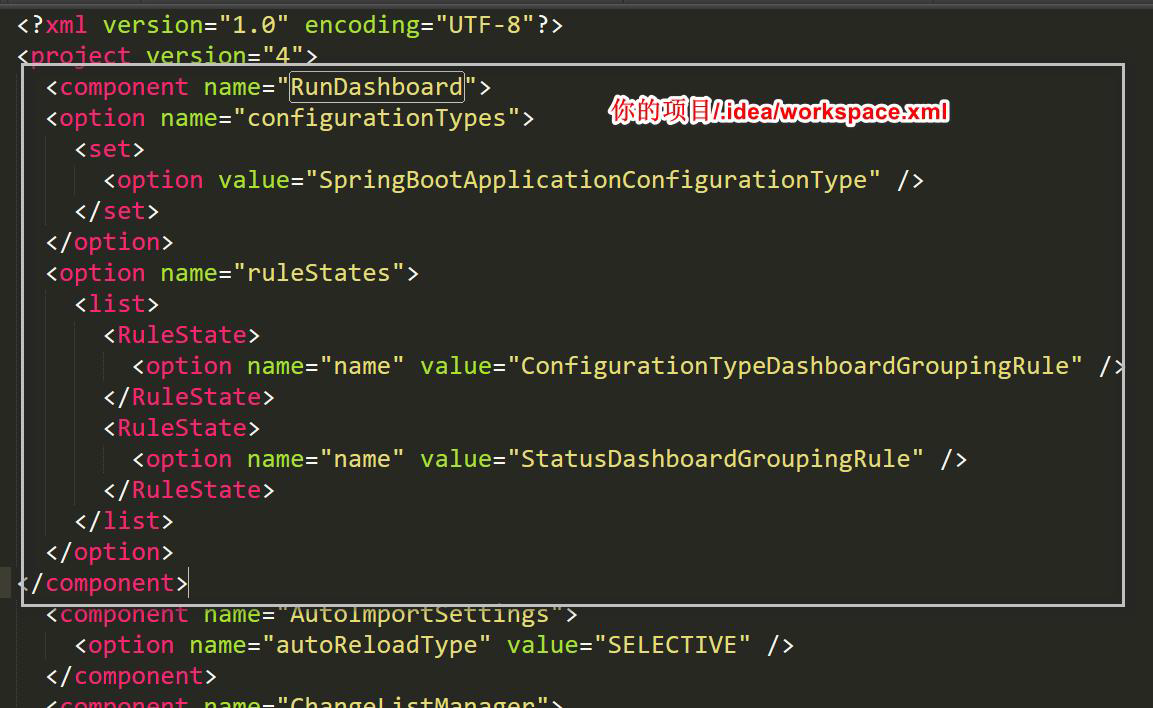 <?xml version="1.0" encoding="UTF-8"?>
<project version="4">
<component name="RunDashboard">
你的项目/.idea/workspace.xml
<option name="configurationTypes">
<set>
<option value="SpringBootApplicationConfigurationType" />
</set>
</option>
<option name="ruleStates">
<list>
<RuleState>
<option name="name" value="ConfigurationTypeDashboardGroupingRule" />
</RuleState>
<RuleState>
<option name="name" value="StatusDashboardGroupingRule" />
</RuleState>
</list>
</option>
</component>
<component name="AutoImportSettings">
<option name="autoReloadType" value="SELECTIVE" />
</component>
<component name="ChangeListManager">